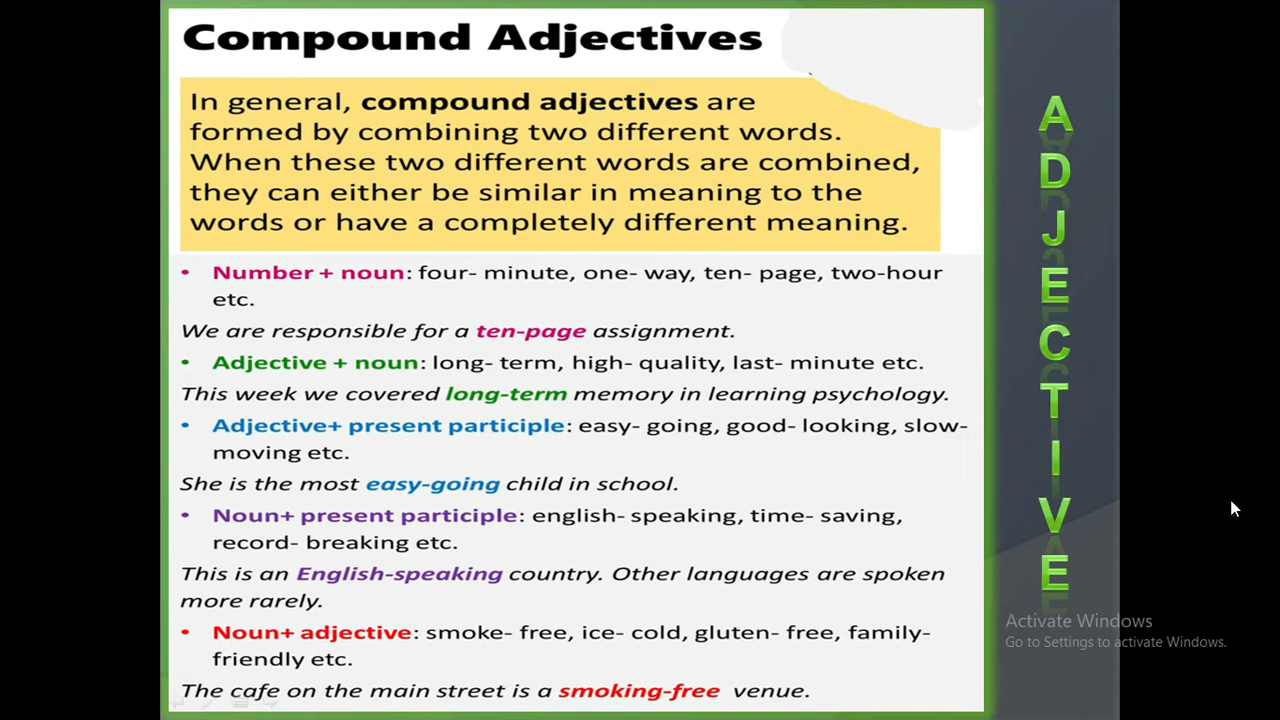 Compound Adjectives
In general, compound adjectives are
formed by combining two different words.
When these two different words are combined,
they can either be similar in meaning to the
words or have a completely different meaning.
• Number + noun: four- minute, one- way, ten- page, two-hour
etc.
We are responsible for a ten-page assignment.
• Adjective + noun: long- term, high- quality, last- minute etc.
This week we covered long-term memory in learning psychology.
• Adjective+ present participle: easy- going, good- looking, slow-
moving etc.
She is the most easy-going child in school.
• Noun+ present participle: english- speaking, time- saving,
record- breaking etc.
This is an English-speaking country. Other languages are spoken
more rarely.
• Noun+ adjective: smoke- free, ice- cold, gluten- free, family-
friendly etc.
The cafe on the main street is a smoking-free venue.
ADJECTIVE
Activate Windows
Go to Settings to activate Windows.